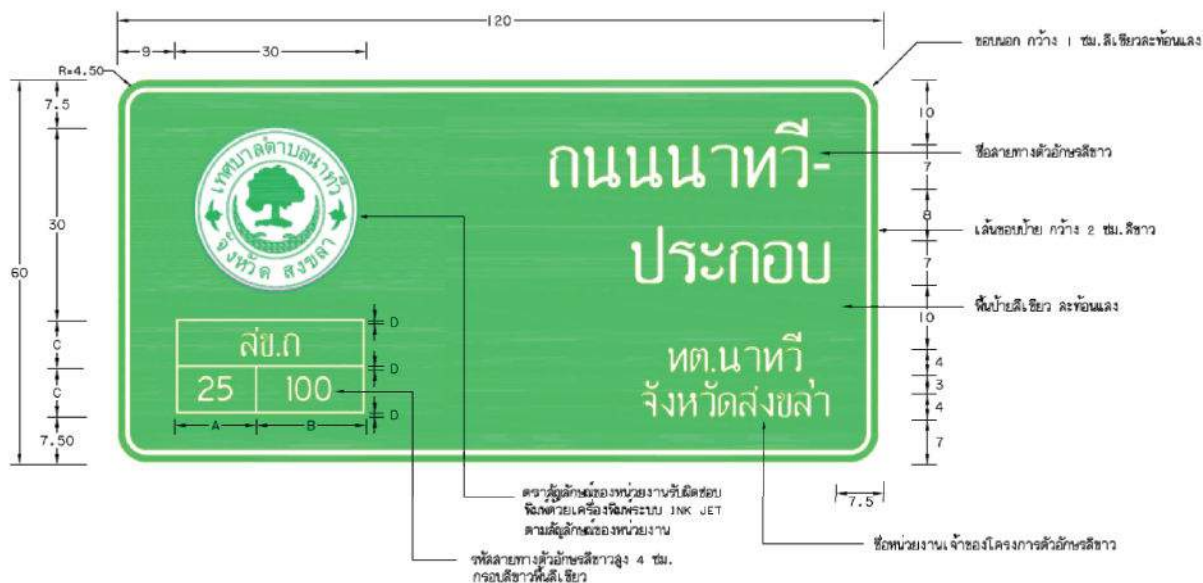 120
9
30
ขอบนอก กว้าง 1 ซม.สีเขียวสะท้อนแสง
R=4.50
7.5
30
60
C
C
7.50
เทศบาลตำบลนาทวี
จังหวัด สงขลา
ถนนนาทวี-
ประกอบ
สข.ถ
25
100
A
B
D
D
D
ทต.นาทวี
จังหวัดสงขลา
10
7
8
7
10
4
3
4
7
7.5
ชื่อสายทางตัวอักษรสีขาว
เส้นขอบป้าย กว้าง 2 ซม.สีขาว
พื้นป้ายสีเขียว สะท้อนแสง
ตราสัญลักษณ์ของหน่วยงานรับผิดชอบ
พิมพ์ด้วยเครื่องพิมพ์ระบบ INK JET
ตามสัญลักษณ์ของหน่วยงาน
ชื่อหน่วยงานเจ้าของโครงการตัวอักษรสีขาว
รหัสสายทางตัวอักษรสีขาวสูง 4 ซม.
กรอบสีขาวพื้นสีเขียว